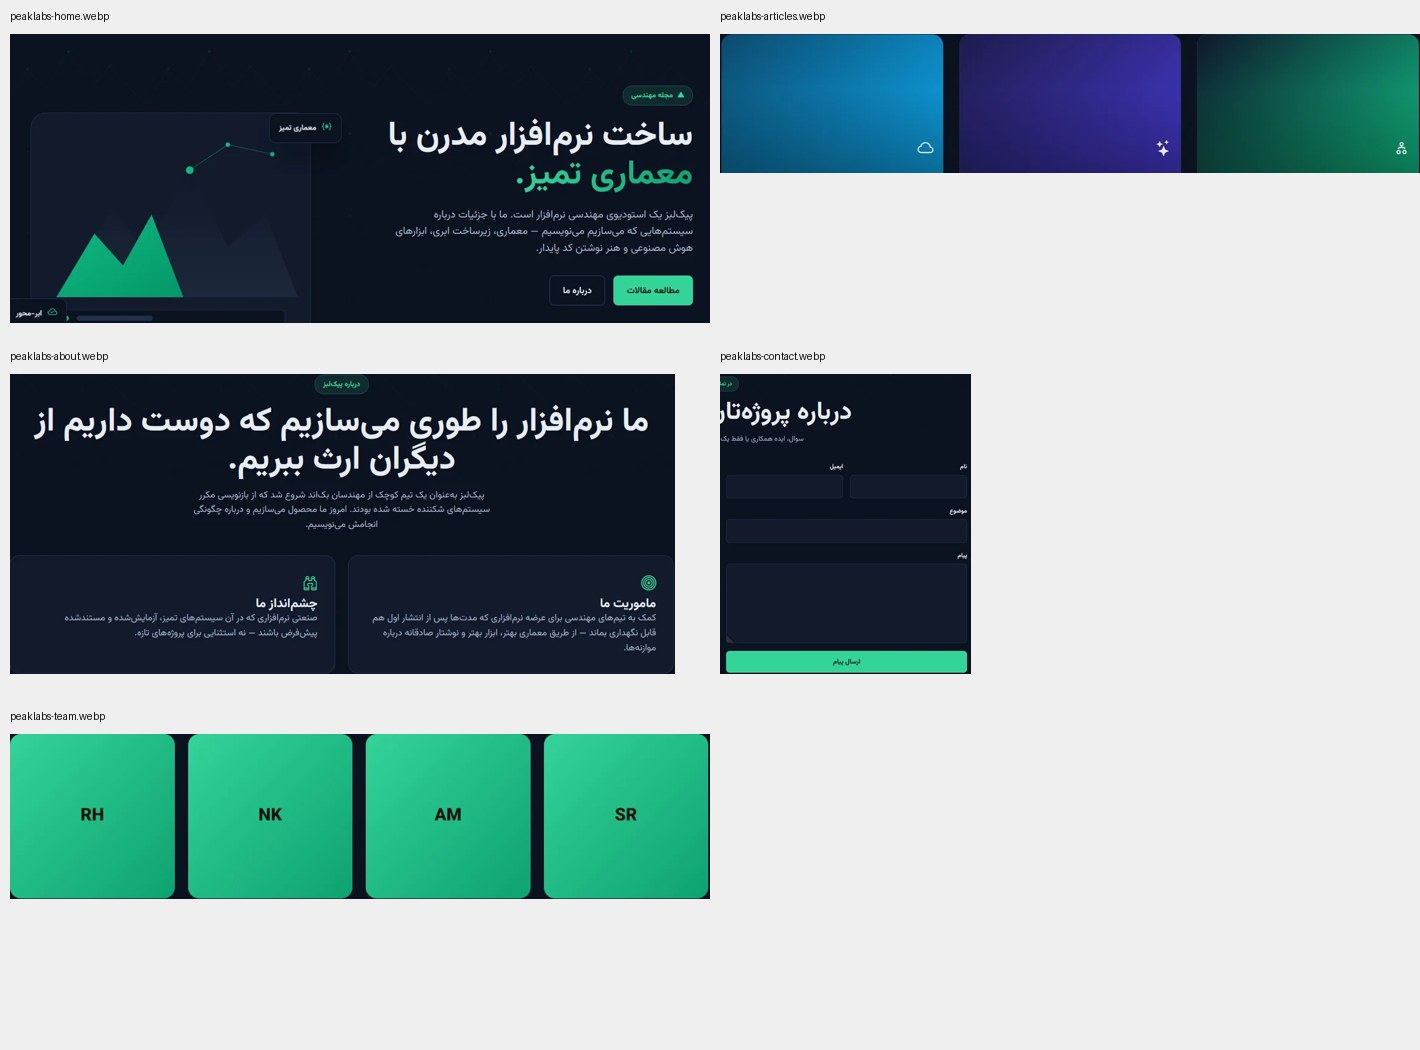 peaklabs-home.webp
مجله مهندسی
ساخت نرم‌افزار مدرن با
معماری تمیز.
پیک‌لبز یک استودیوی مهندسی نرم‌افزار است. ما با جزئیات درباره
سیستم‌هایی که می‌سازیم می‌نویسیم — معماری، زیرساخت ابری، ابزارهای
هوش مصنوعی و هنر نوشتن کد پایدار.
مطالعه مقالات
درباره ما
معماری تمیز
ابر-محور
peaklabs-articles.webp
peaklabs-about.webp
درباره پیک‌لبز
ما نرم‌افزار را طوری می‌سازیم که دوست داریم از
دیگران ارث ببریم.
پیک‌لبز به‌عنوان یک تیم کوچک از مهندسان بک‌اند شروع شد که از بازنویسی مکرر
سیستم‌های شکننده خسته شده بودند. امروز ما محصول می‌سازیم و درباره چگونگی
انجامش می‌نویسیم.
ماموریت ما
کمک به تیم‌های مهندسی برای عرضه نرم‌افزاری که مدت‌ها پس از انتشار اول هم
قابل نگهداری بماند — از طریق معماری بهتر، ابزار بهتر و نوشتار صادقانه درباره
موازنه‌ها.
چشم‌انداز ما
صنعتی نرم‌افزاری که در آن سیستم‌های تمیز، آزمایش‌شده و مستندشده
پیش‌فرض باشند — نه استثنایی برای پروژه‌های تازه.
peaklabs-contact.webp
درباره پروژه‌تا
سوال، ایده همکاری یا فقط یک
نام
ایمیل
موضوع
پیام
ارسال پیام
peaklabs-team.webp
RH
NK
AM
SR